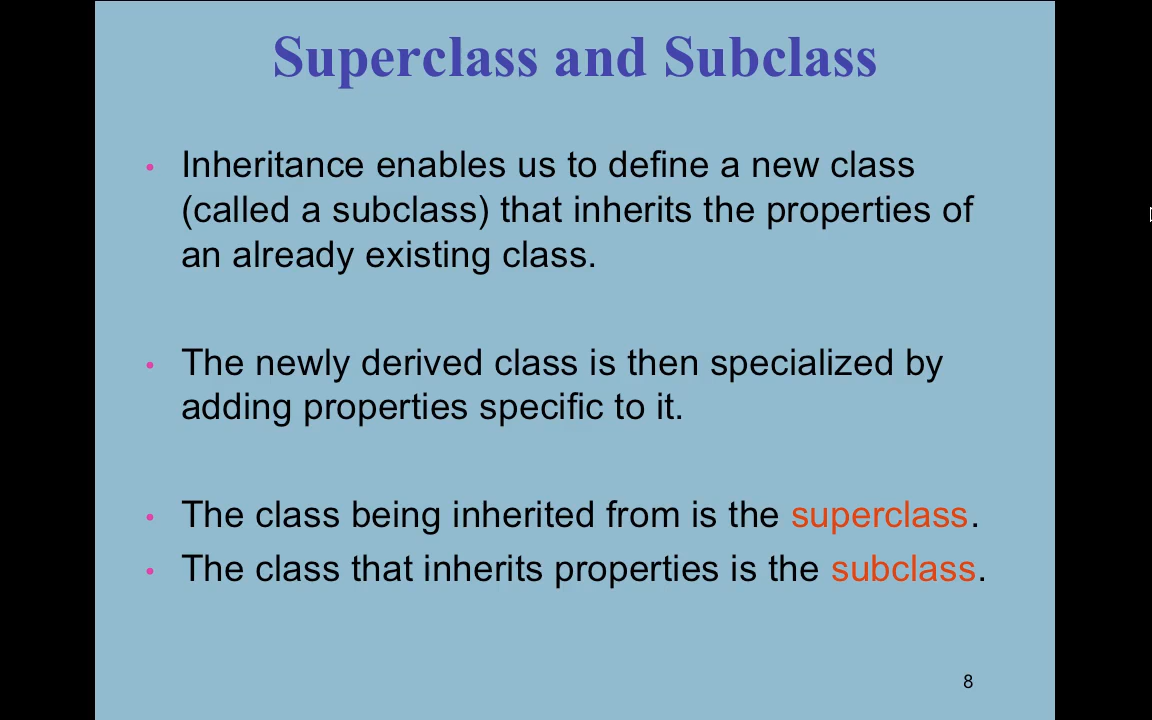 Superclass and Subclass
• Inheritance enables us to define a new class
(called a subclass) that inherits the properties of
an already existing class.
• The newly derived class is then specialized by
adding properties specific to it.
• The class being inherited from is the superclass.
• The class that inherits properties is the subclass.
8